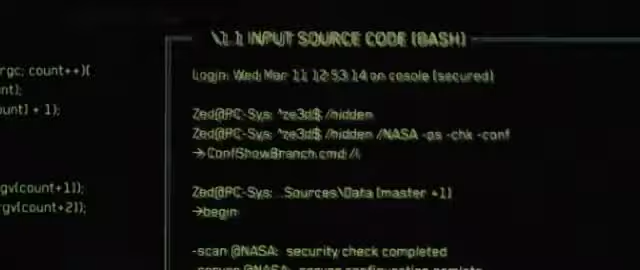 \1.1 INPUT SOURCE CODE (BASH)
rgc; count++){
nt);
ount] + 1);
gv[count+1]);
rgv[count+2]);
Login: Wed Mar 11 12:53:14 on cosole (secured)
Zed@PC-Sys: ^ze3d$ /hidden
Zed@PC-Sys: ^ze3d$ /hidden /NASA -ps -chk -conf
->ConfShowBranch.cmd /i
Zed@PC-Sys: ..Sources\Data (master +1)
->begin
-scan @NASA: security check completed